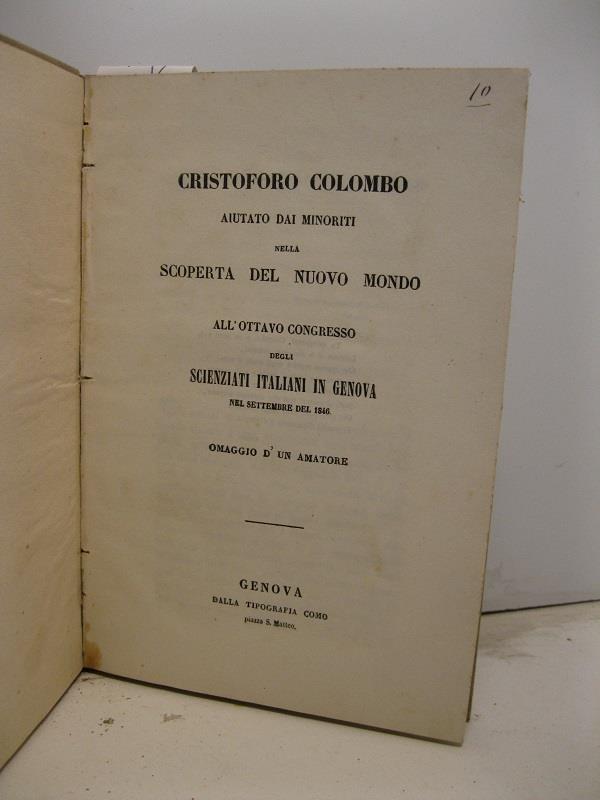 10
CRISTOFORO COLOMBO
AIUTATO DAI MINORITI
NELLA
SCOPERTA DEL NUOVO MONDO
ALL'OTTAVO CONGRESSO
DEGLI
SCIENZIATI ITALIANI IN GENOVA
NEL SETTEMBRE DEL 1846.
OMAGGIO D'UN AMATORE
GENOVA
DALLA TIPOGRAFIA COMO
piazza S. Matteo.